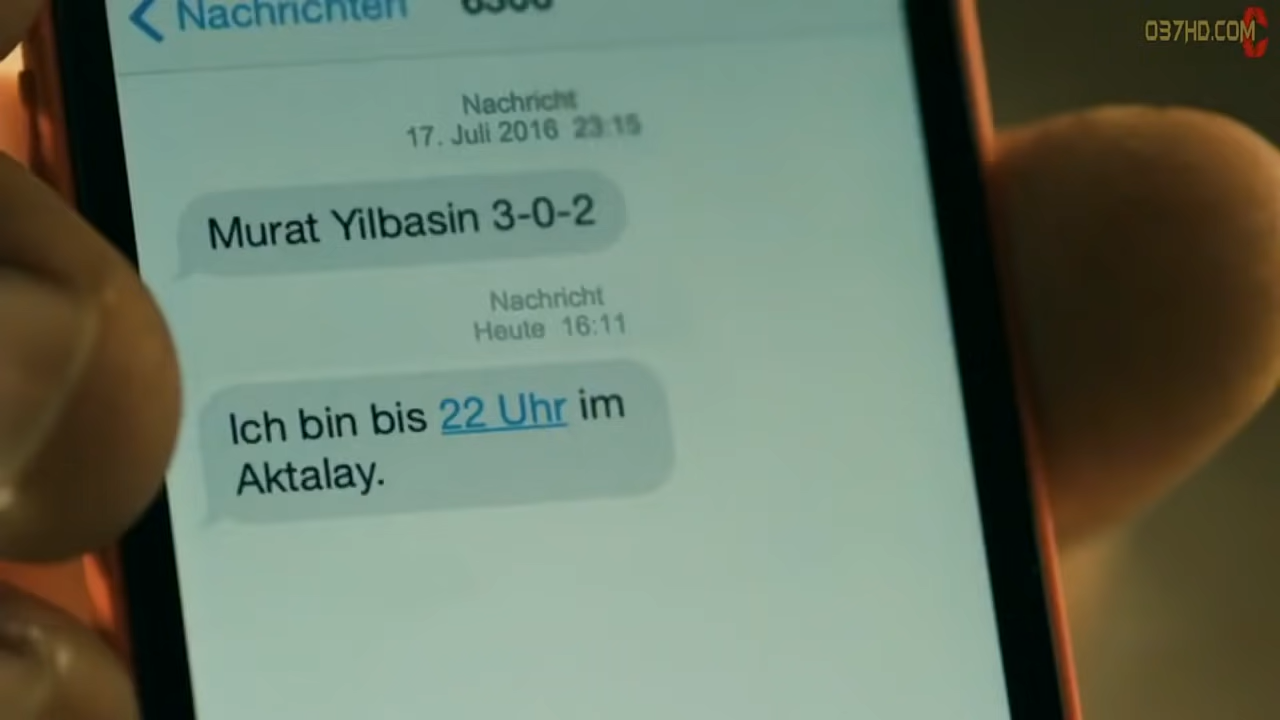 037HD.COM
Nachrichten
Nachricht
17. Juli 2016 23:15
Murat Yilbasin 3-0-2
Nachricht
Heute 16:11
Ich bin bis 22 Uhr im
Aktalay.